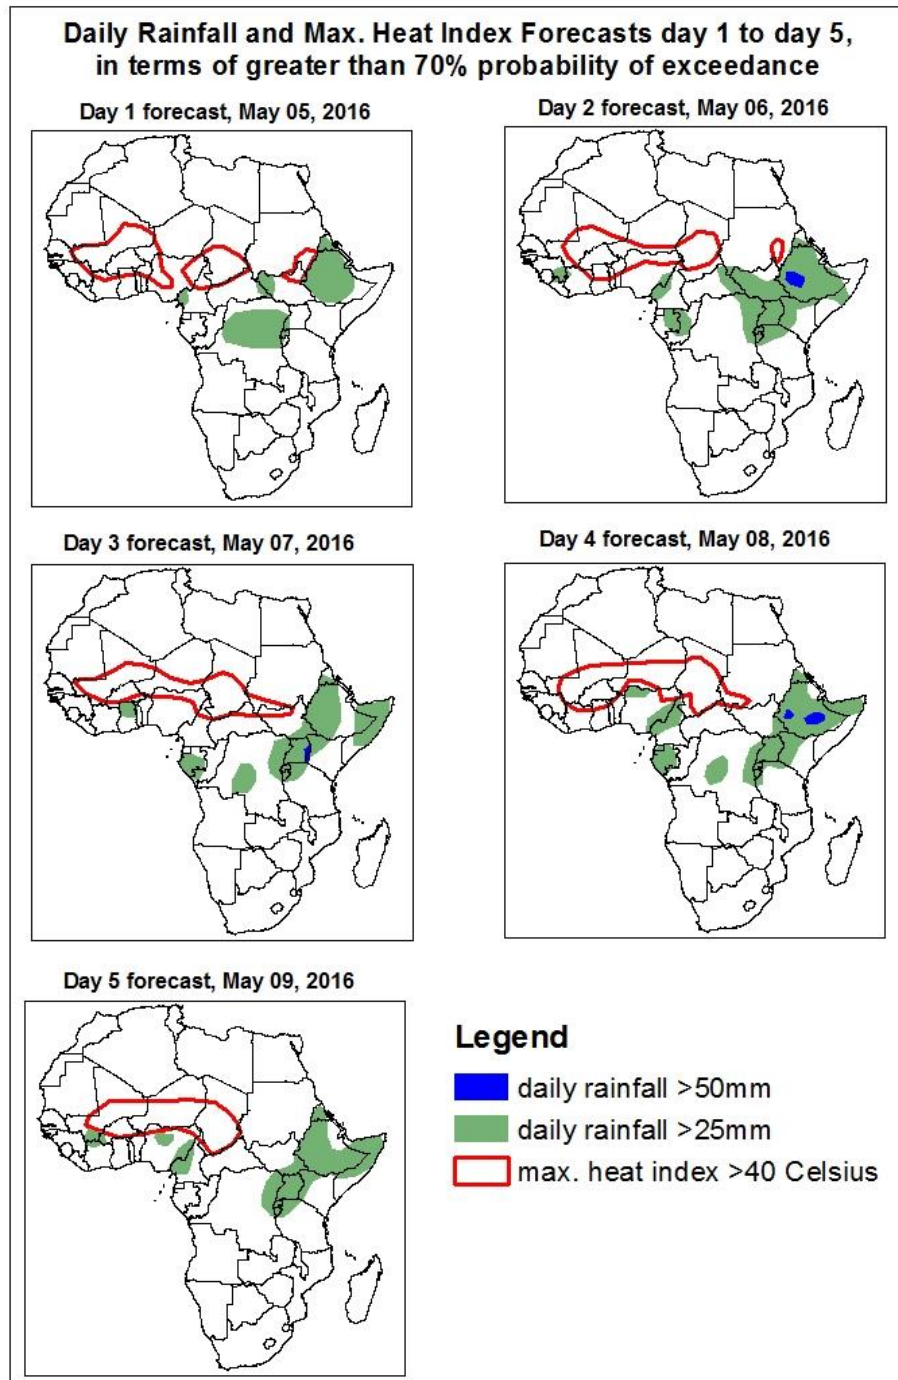 Daily Rainfall and Max. Heat Index Forecasts day 1 to day 5,
in terms of greater than 70% probability of exceedance
Day 1 forecast, May 05, 2016
Day 2 forecast, May 06, 2016
Day 3 forecast, May 07, 2016
Day 4 forecast, May 08, 2016
Day 5 forecast, May 09, 2016
Legend
daily rainfall >50mm
daily rainfall >25mm
max. heat index >40 Celsius